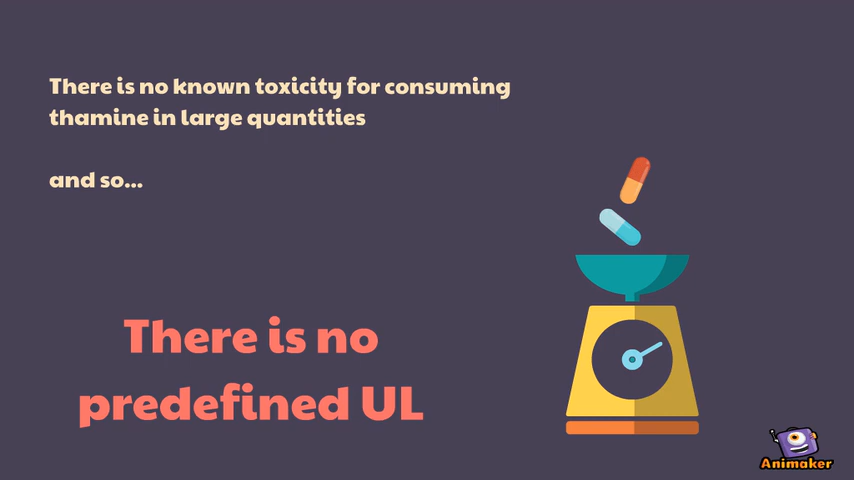 There is no known toxicity for consuming
thamine in large quantities
and so...
There is no
predefined UL
Animaker